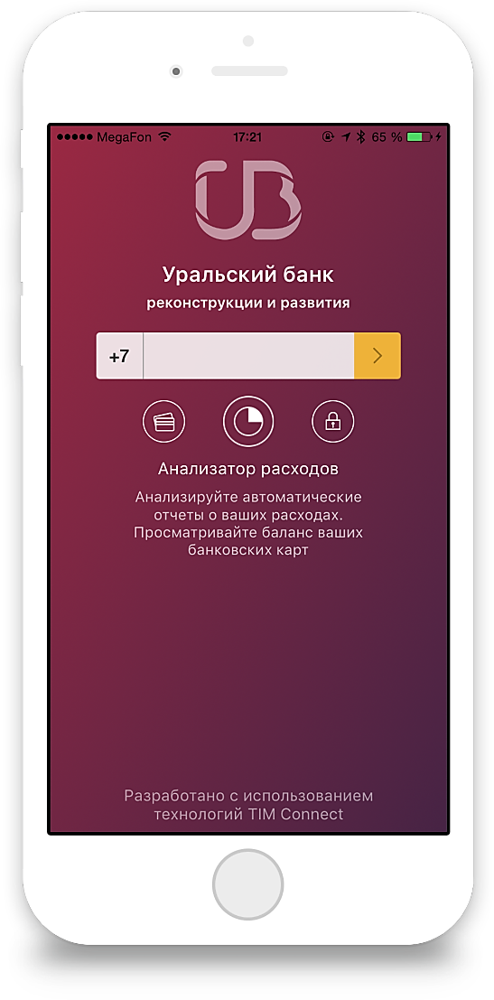 MegaFon 17:21 65 %
UB
Уральский банк
реконструкции и развития
+7
Анализатор расходов
Анализируйте автоматические
отчеты о ваших расходах.
Просматривайте баланс ваших
банковских карт
Разработано с использованием
технологий TIM Connect